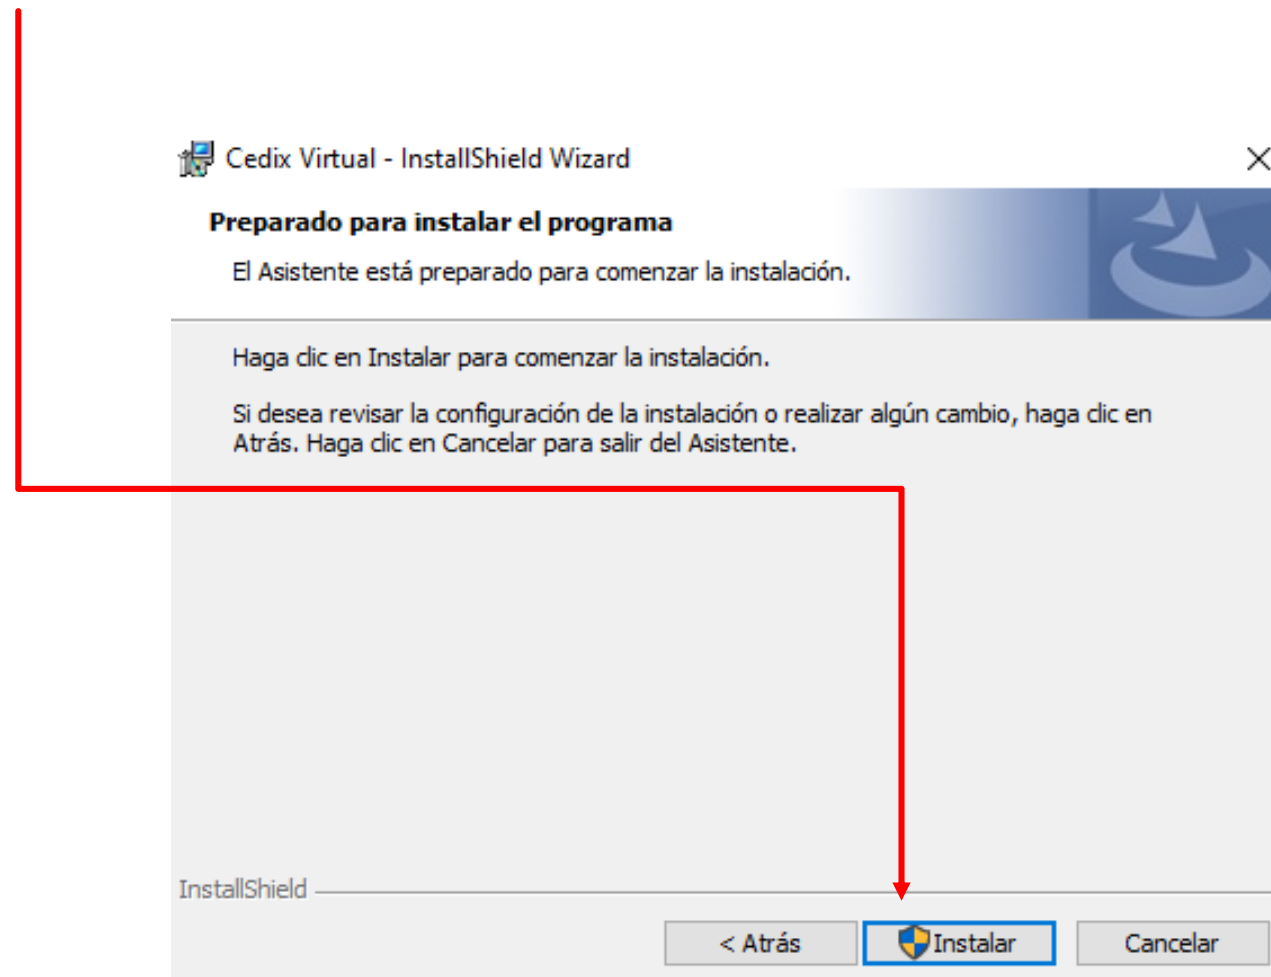 Cedix Virtual - InstallShield Wizard
Preparado para instalar el programa
El Asistente está preparado para comenzar la instalación.
Haga clic en Instalar para comenzar la instalación.
Si desea revisar la configuración de la instalación o realizar algún cambio, haga clic en
Atrás. Haga clic en Cancelar para salir del Asistente.
InstallShield
< Atrás
Instalar
Cancelar